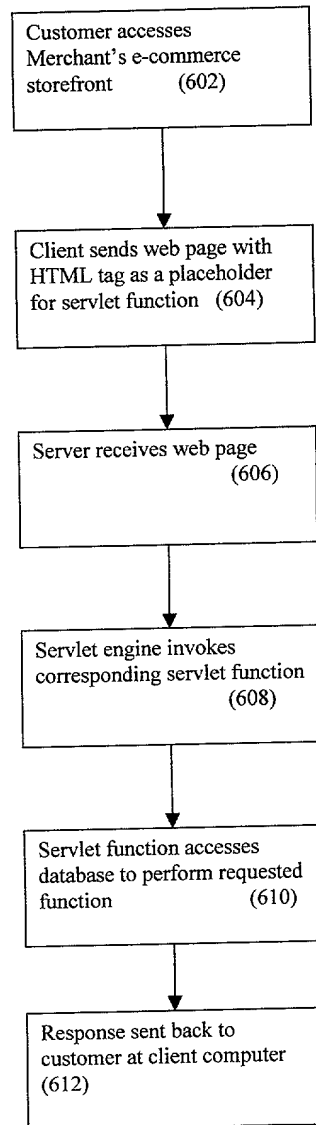 Customer accesses
Merchant's e-commerce
storefront (602)
Client sends web page with
HTML tag as a placeholder
for servlet function (604)
Server receives web page
(606)
Servlet engine invokes
corresponding servlet function
(608)
Servlet function accesses
database to perform requested
function (610)
Response sent back to
customer at client computer
(612)